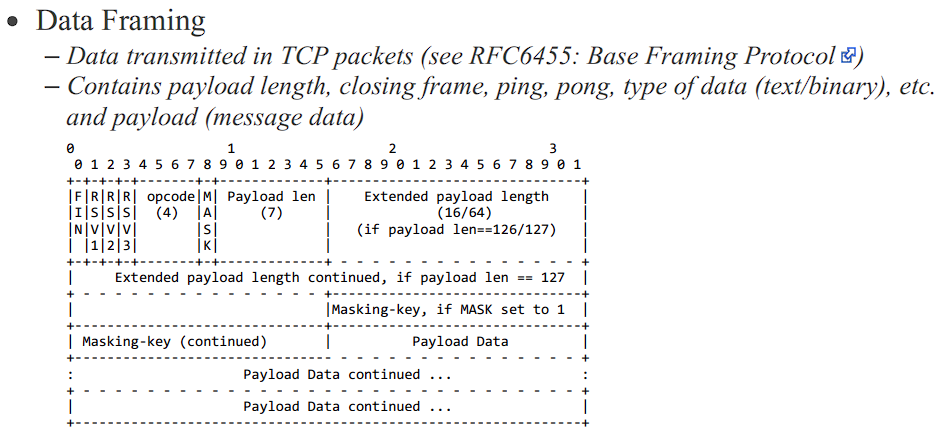 • Data Framing
– Data transmitted in TCP packets (see RFC6455: Base Framing Protocol)
– Contains payload length, closing frame, ping, pong, type of data (text/binary), etc.
and payload (message data)
 0                   1                   2                   3
 0 1 2 3 4 5 6 7 8 9 0 1 2 3 4 5 6 7 8 9 0 1 2 3 4 5 6 7 8 9 0 1
+-+-+-+-+-------+-+-------------+-------------------------------+
|F|R|R|R| opcode|M| Payload len |    Extended payload length    |
|I|S|S|S|  (4)  |A|     (7)     |             (16/64)           |
|N|V|V|V|       |S|             |   (if payload len==126/127)   |
| |1|2|3|       |K|             |                               |
+-+-+-+-+-------+-+-------------+ - - - - - - - - - - - - - - - +
|     Extended payload length continued, if payload len == 127  |
+ - - - - - - - - - - - - - - - +-------------------------------+
|                               |Masking-key, if MASK set to 1  |
+-------------------------------+-------------------------------+
| Masking-key (continued)       |          Payload Data         |
+-------------------------------- - - - - - - - - - - - - - - - +
:                     Payload Data continued ...                :
+ - - - - - - - - - - - - - - - - - - - - - - - - - - - - - - - +
|                     Payload Data continued ...                |
+---------------------------------------------------------------+